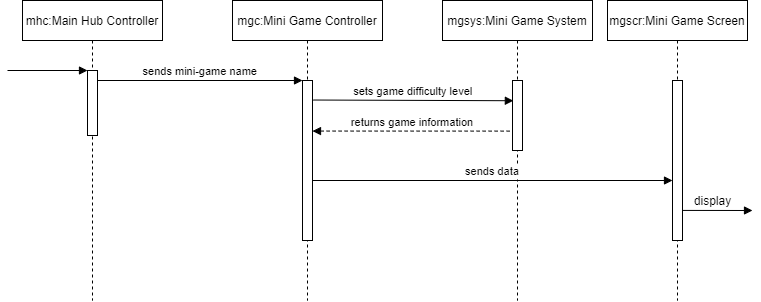 mhc:Main Hub Controller
mgc:Mini Game Controller
mgsys:Mini Game System
mgscr:Mini Game Screen
sends mini-game name
sets game difficulty level
returns game information
sends data
display